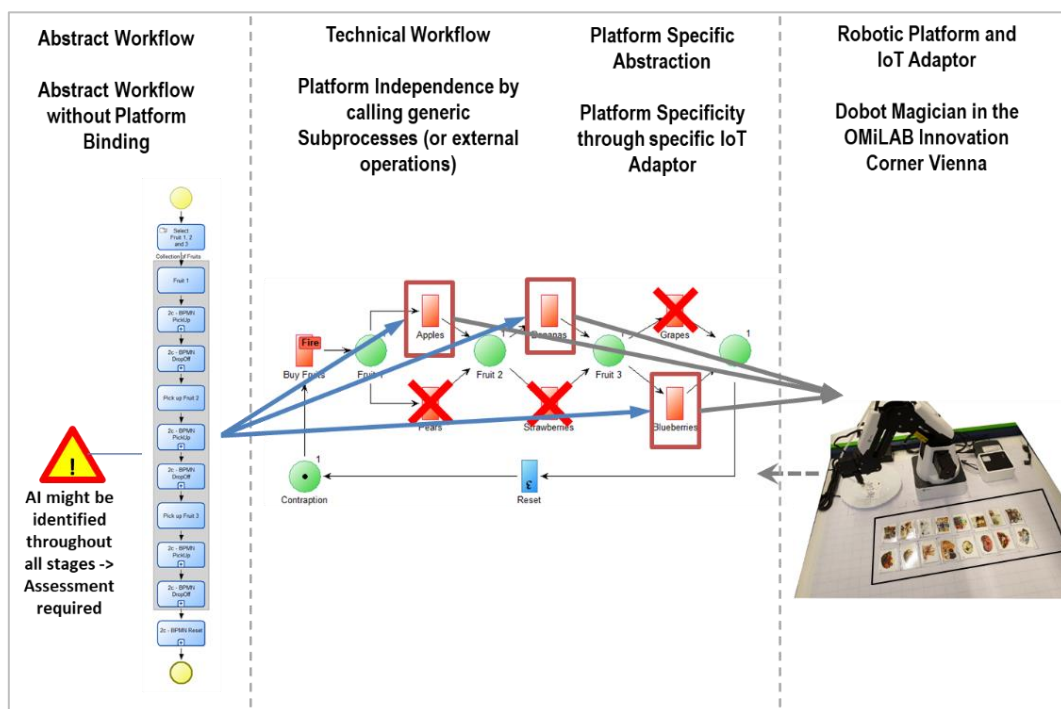 Abstract Workflow
Abstract Workflow
without Platform
Binding
Technical Workflow
Platform Independence by
calling generic
Subprocesses (or external
operations)
Platform Specific
Abstraction
Platform Specificity
through specific IoT
Adaptor
Robotic Platform and
IoT Adaptor
Dobot Magician in the
OMiLAB Innovation
Corner Vienna
Select
Fruit 1, 2
and 3
Collection of Fruits
Fruit 1
2c - BPMN
PickUp
2c - BPMN
DropOff
Pick up Fruit 2
2c - BPMN
PickUp
2c - BPMN
DropOff
Pick up Fruit 3
2c - BPMN
PickUp
2c - BPMN
DropOff
2c - BPMN Reset
!
AI might be
identified
throughout
all stages ->
Assessment
required
Fire
Buy Fruits
Fruit 1
Apples
Pears
1
Fruit 2
Bananas
Strawberries
1
Fruit 3
Grapes
Blueberries
1
1
Contraption
Reset